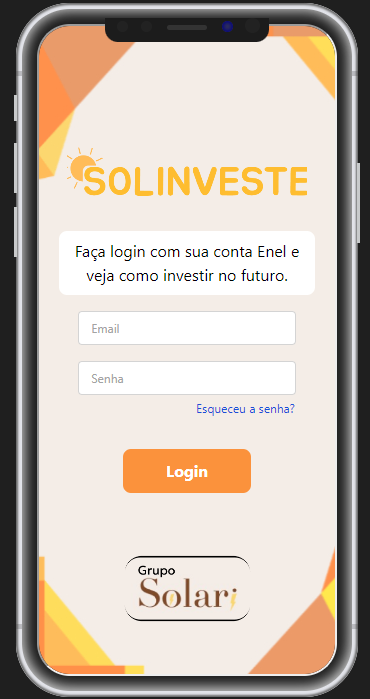 SOLINVESTE
Faça login com sua conta Enel e
veja como investir no futuro.
Email
Senha
Esqueceu a senha?
Login
Grupo
Solari